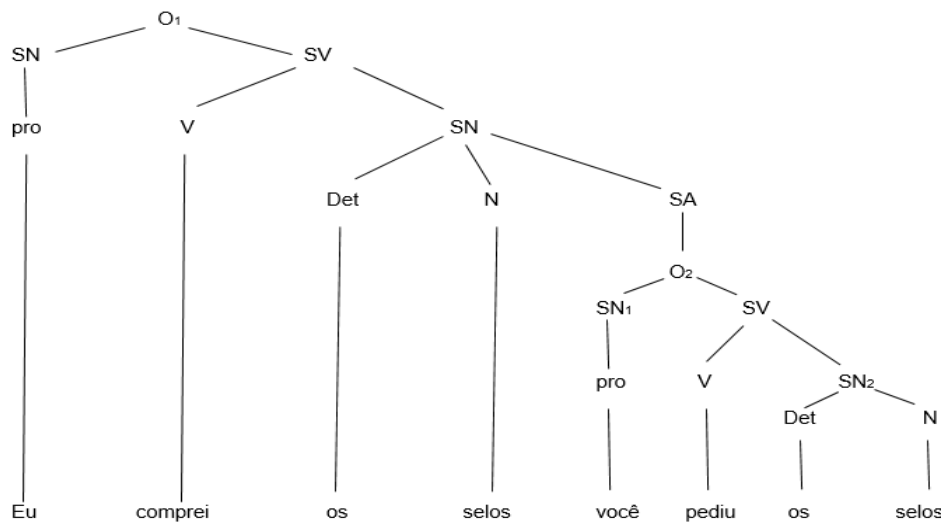 O₁
SN SV
pro V SN
Det N SA
O₂
SN₁ SV
pro V SN₂
Det N
Eu comprei os selos você pediu os selos